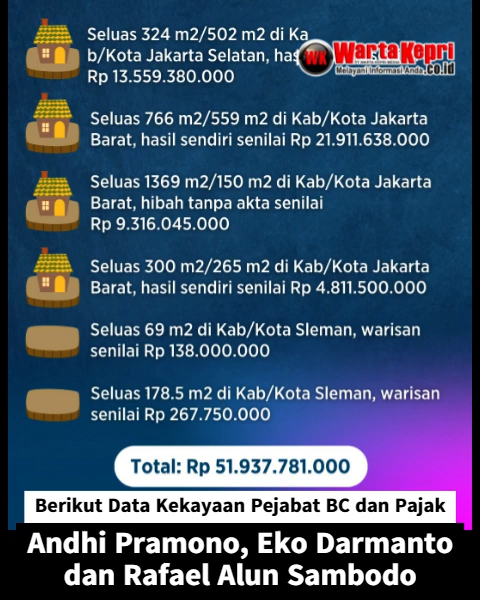 Seluas 324 m2/502 m2 di Ka
b/Kota Jakarta Selatan, has
Rp 13.559.380.000
WK WartaKepri
Melayani Informasi Anda .co.id
Seluas 766 m2/559 m2 di Kab/Kota Jakarta
Barat, hasil sendiri senilai Rp 21.911.638.000
Seluas 1369 m2/150 m2 di Kab/Kota Jakarta
Barat, hibah tanpa akta senilai
Rp 9.316.045.000
Seluas 300 m2/265 m2 di Kab/Kota Jakarta
Barat, hasil sendiri senilai Rp 4.811.500.000
Seluas 69 m2 di Kab/Kota Sleman, warisan
senilai Rp 138.000.000
Seluas 178.5 m2 di Kab/Kota Sleman, warisan
senilai Rp 267.750.000
Total: Rp 51.937.781.000
Berikut Data Kekayaan Pejabat BC dan Pajak
Andhi Pramono, Eko Darmanto
dan Rafael Alun Sambodo